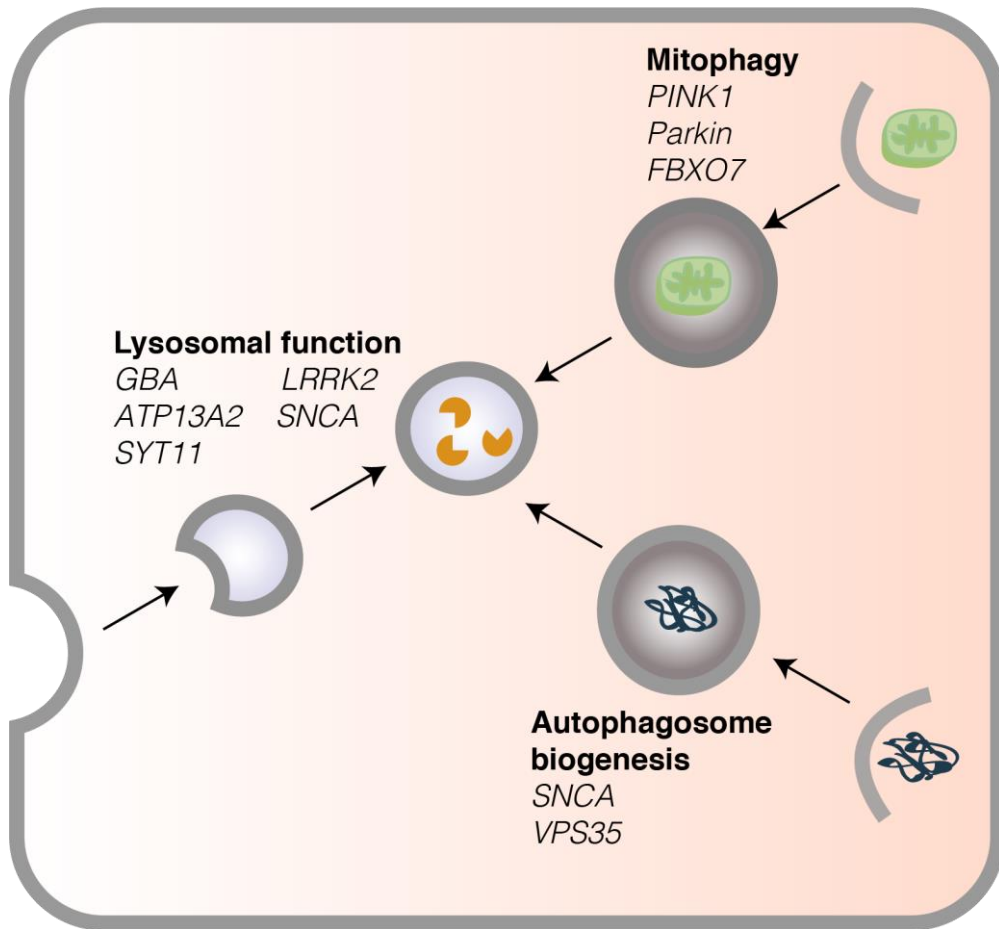 Mitophagy
PINK1
Parkin
FBXO7
Lysosomal function
GBA LRRK2
ATP13A2 SNCA
SYT11
Autophagosome
biogenesis
SNCA
VPS35